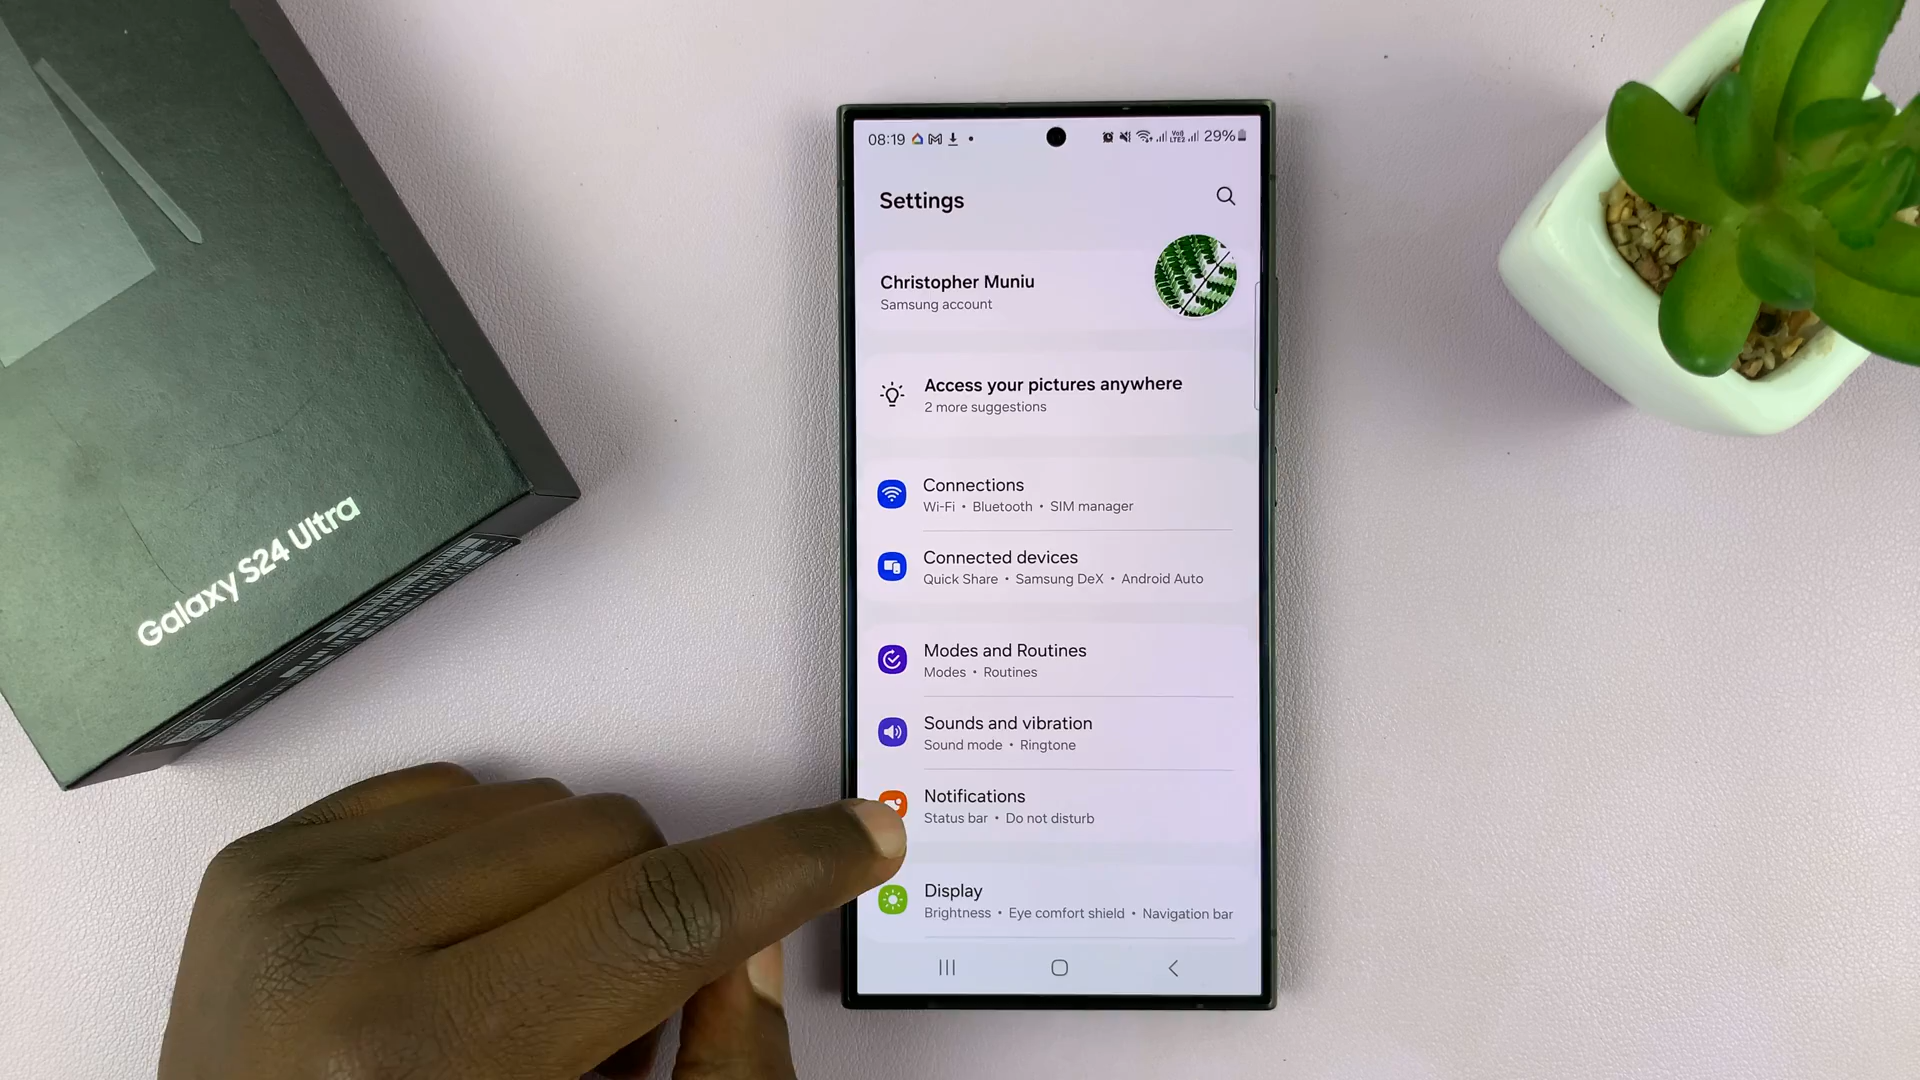 Galaxy S24 Ultra
08:19
29%
Settings
Christopher Muniu
Samsung account
Access your pictures anywhere
2 more suggestions
Connections
Wi-Fi • Bluetooth • SIM manager
Connected devices
Quick Share • Samsung DeX • Android Auto
Modes and Routines
Modes • Routines
Sounds and vibration
Sound mode • Ringtone
Notifications
Status bar • Do not disturb
Display
Brightness • Eye comfort shield • Navigation bar